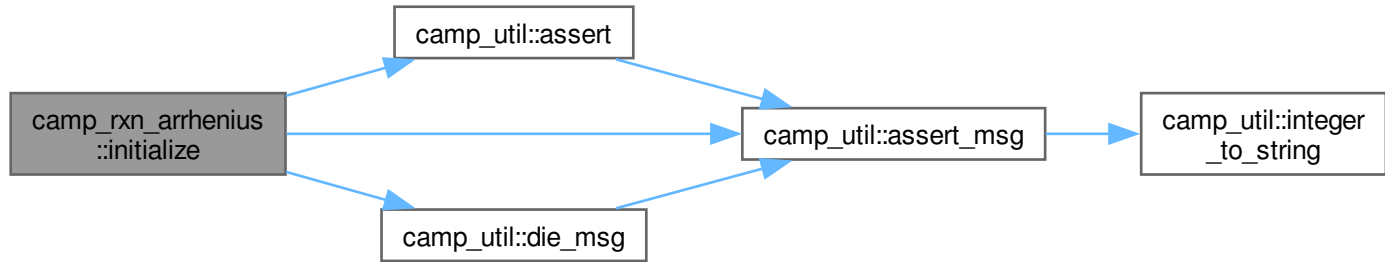 camp_rxn_arrhenius
::initialize
camp_util::assert
camp_util::die_msg
camp_util::assert_msg
camp_util::integer
_to_string